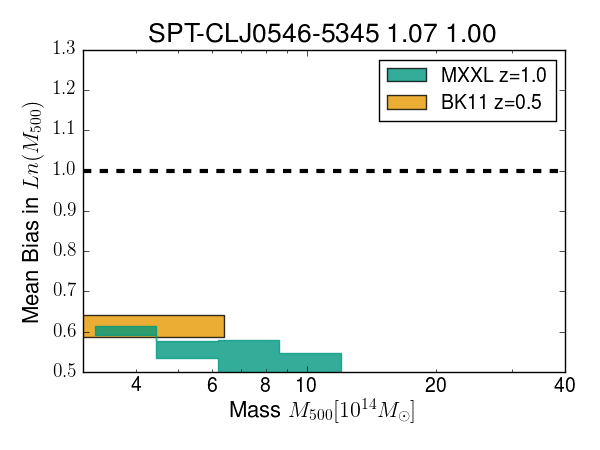 SPT-CLJ0546-5345 1.07 1.00
MXXL z=1.0
BK11 z=0.5
Mean Bias in Ln(M500)
1.3
1.2
1.1
1.0
0.9
0.8
0.7
0.6
0.5
4 6 8 10 20 40
Mass M500[10^14 M⊙]